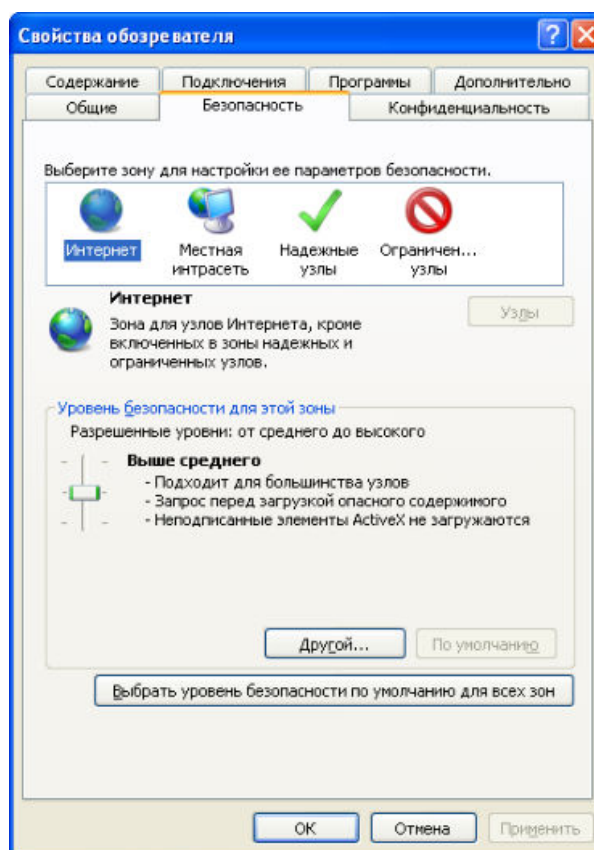 Свойства обозревателя
Содержание Подключения Программы Дополнительно
Общие Безопасность Конфиденциальность
Выберите зону для настройки ее параметров безопасности.
Интернет Местная интрасеть Надежные узлы Ограничен... узлы
Интернет
Зона для узлов Интернета, кроме
включенных в зоны надежных и
ограниченных узлов.
Узлы
Уровень безопасности для этой зоны
Разрешенные уровни: от среднего до высокого
Выше среднего
- Подходит для большинства узлов
- Запрос перед загрузкой опасного содержимого
- Неподписанные элементы ActiveX не загружаются
Другой... По умолчанию
Выбрать уровень безопасности по умолчанию для всех зон
ОК Отмена Применить